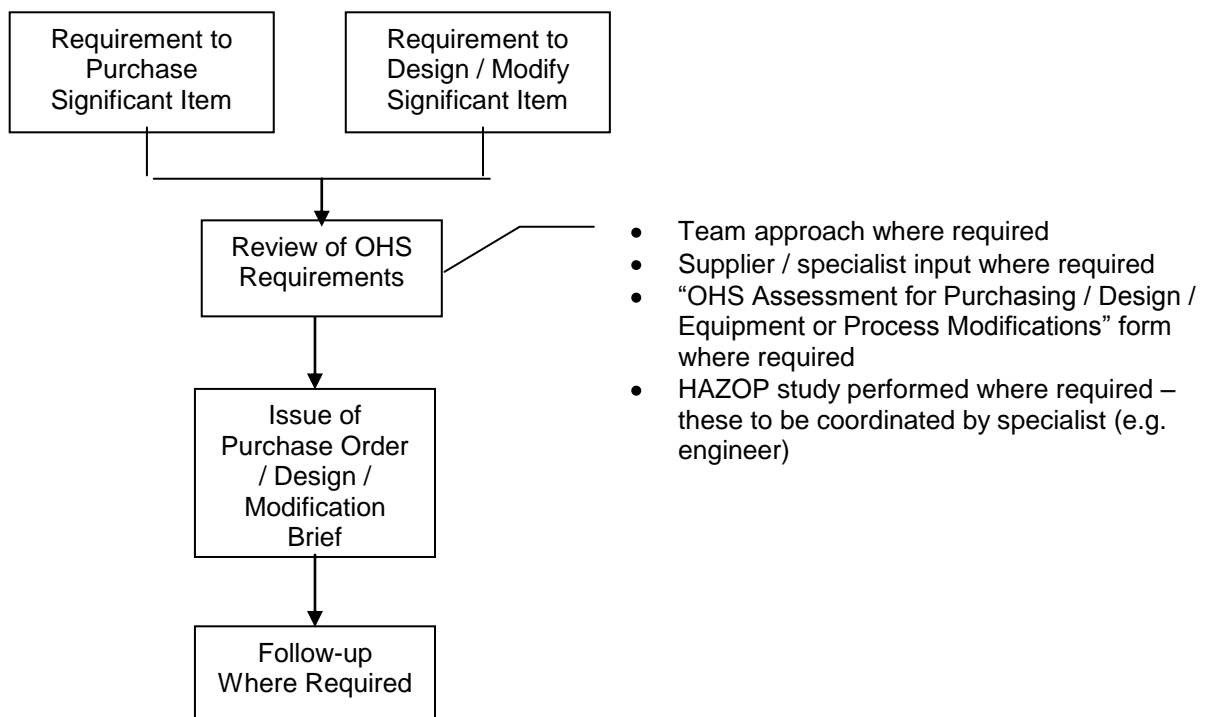 Requirement to
Purchase
Significant Item
Requirement to
Design / Modify
Significant Item
Review of OHS
Requirements
• Team approach where required
• Supplier / specialist input where required
• “OHS Assessment for Purchasing / Design /
Equipment or Process Modifications” form
where required
• HAZOP study performed where required –
these to be coordinated by specialist (e.g.
engineer)
Issue of
Purchase Order
/ Design /
Modification
Brief
Follow-up
Where Required